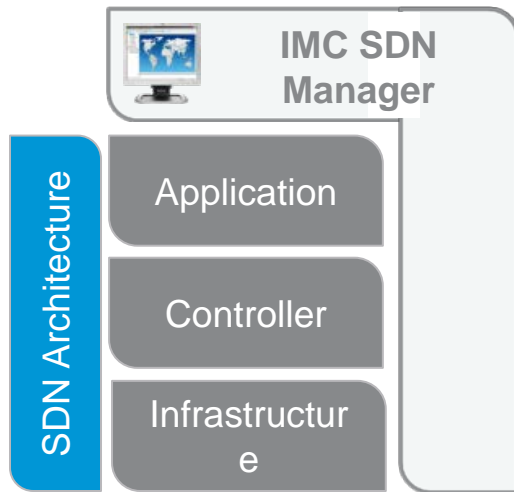 IMC SDN
Manager
SDN Architecture
Application
Controller
Infrastructur
e